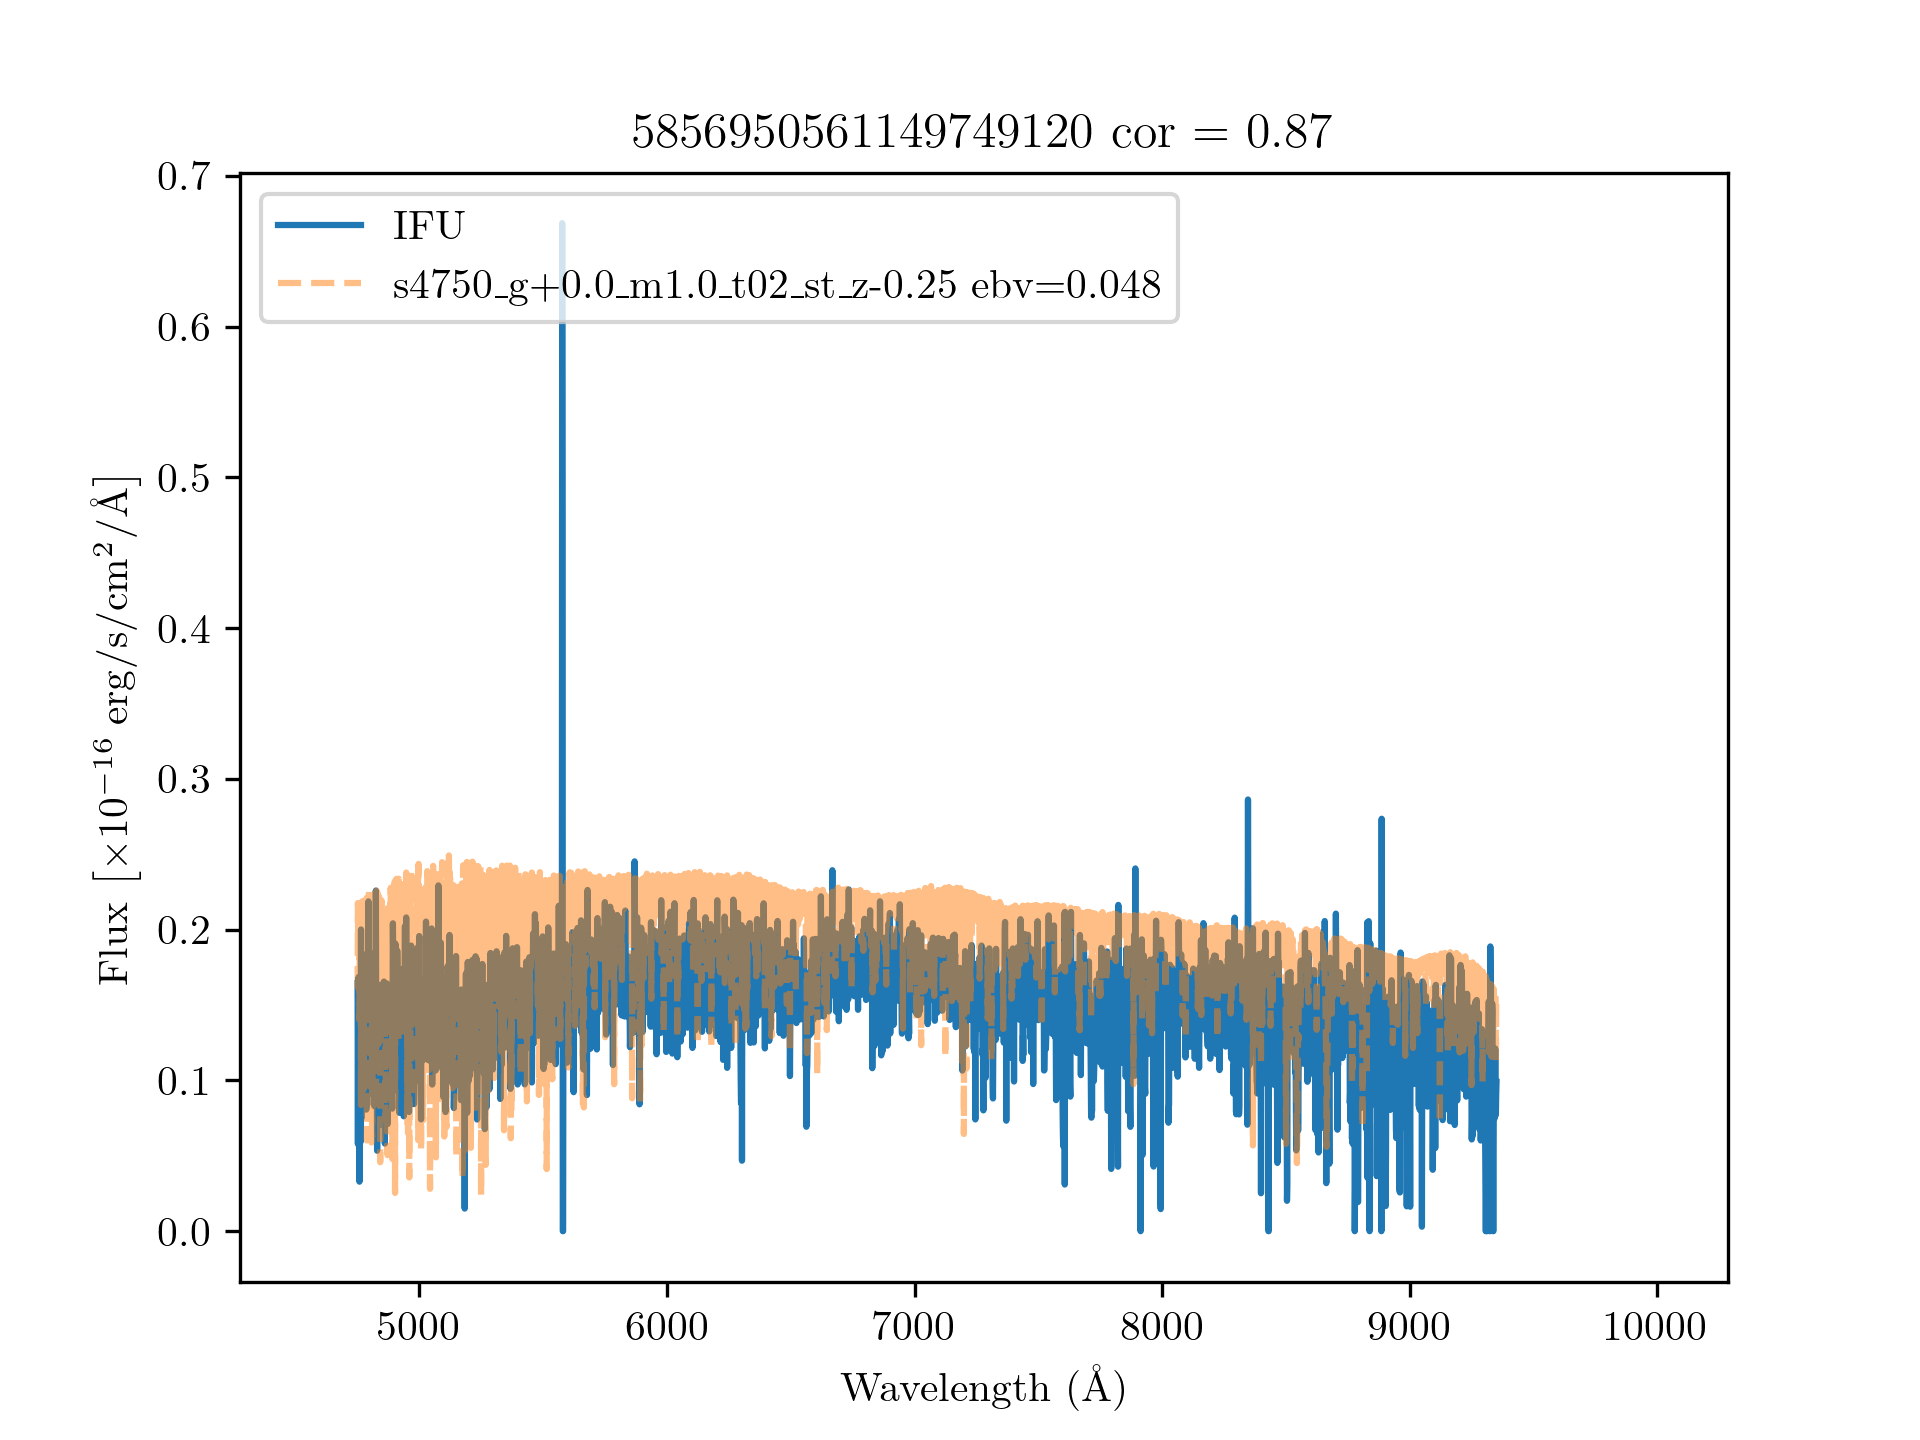 5856950561149749120 cor = 0.87
IFU
s4750_g+0.0_m1.0_t02_st_z-0.25 ebv=0.048
Flux [×10⁻¹⁶ erg/s/cm²/Å]
0.7
0.6
0.5
0.4
0.3
0.2
0.1
0.0
5000 6000 7000 8000 9000 10000
Wavelength (Å)